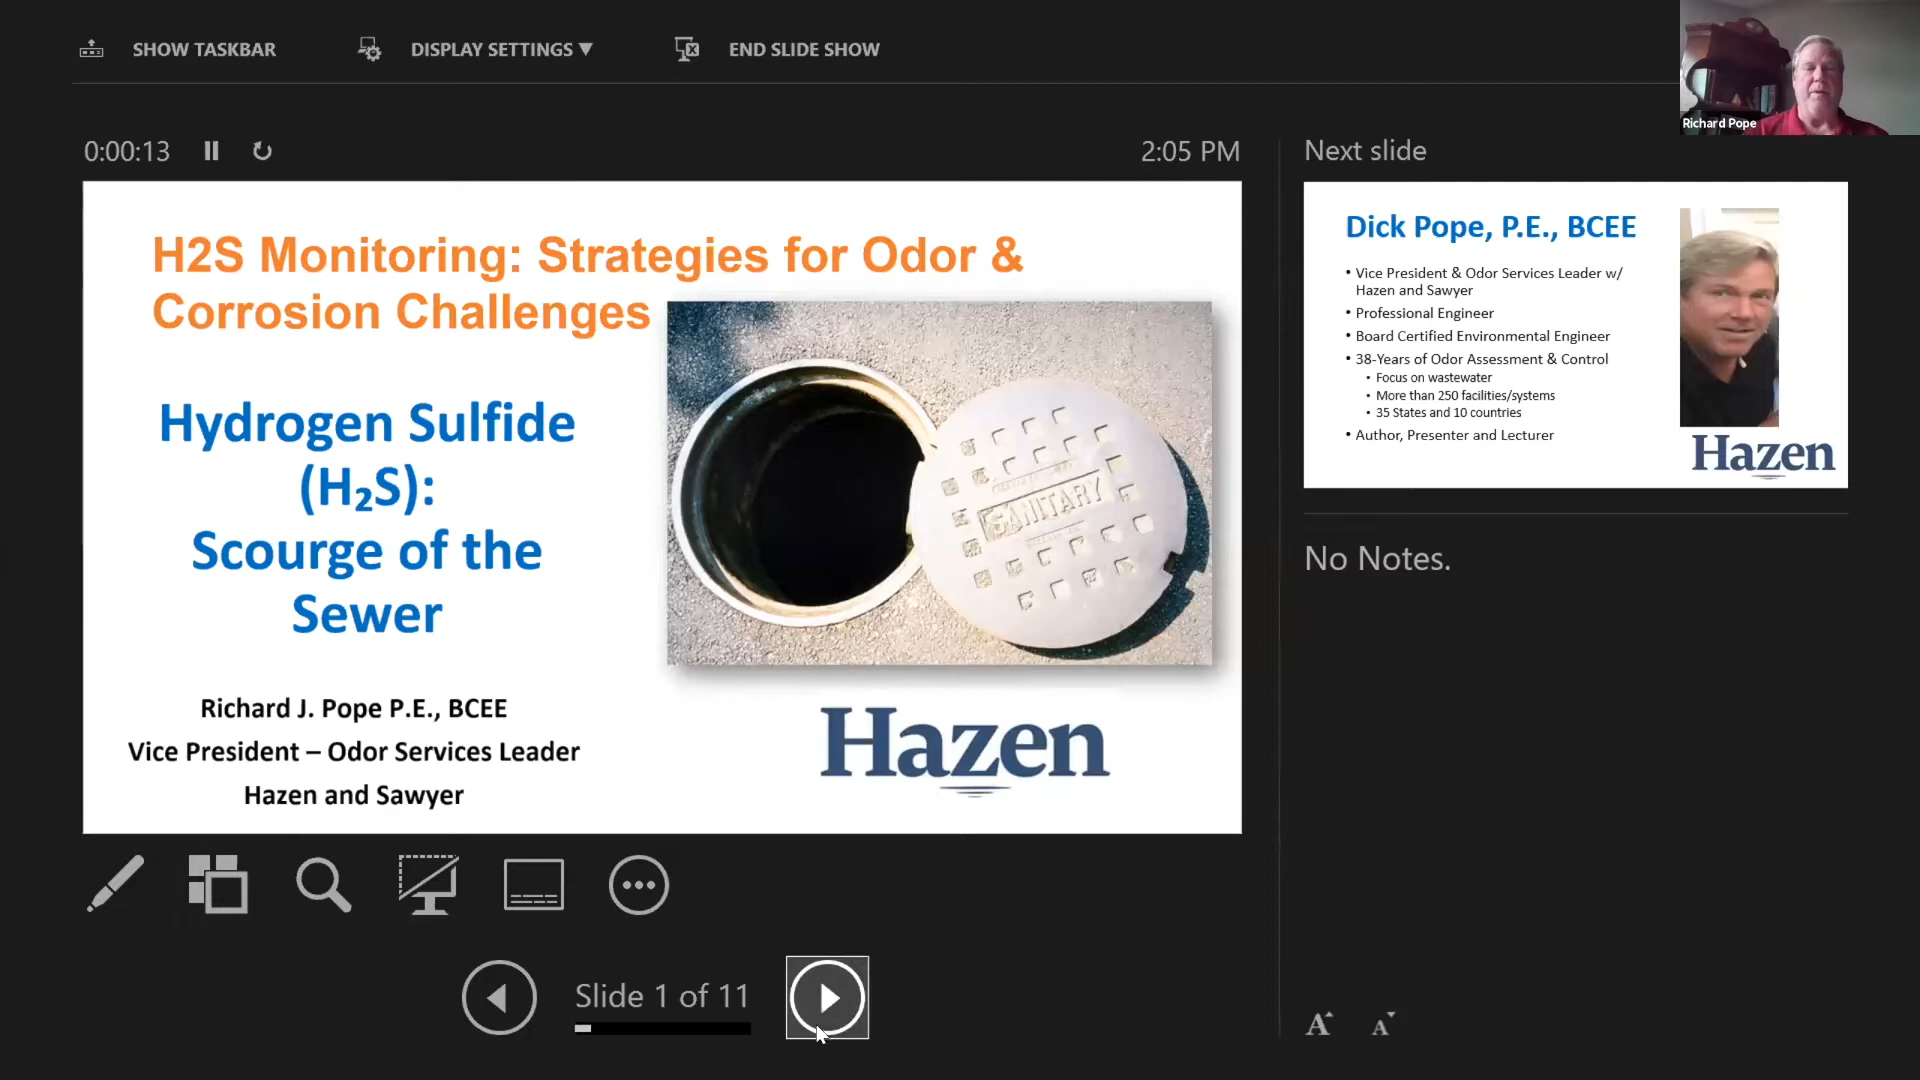 SHOW TASKBAR
DISPLAY SETTINGS ▼
END SLIDE SHOW
Richard Pope
0:00:13
2:05 PM
Next slide
H2S Monitoring: Strategies for Odor &
Corrosion Challenges
Hydrogen Sulfide
(H₂S):
Scourge of the
Sewer
SANITARY
Richard J. Pope P.E., BCEE
Vice President – Odor Services Leader
Hazen and Sawyer
Hazen
Dick Pope, P.E., BCEE
• Vice President & Odor Services Leader w/
Hazen and Sawyer
• Professional Engineer
• Board Certified Environmental Engineer
• 38-Years of Odor Assessment & Control
• Focus on wastewater
• More than 250 facilities/systems
• 35 States and 10 countries
• Author, Presenter and Lecturer
Hazen
No Notes.
Slide 1 of 11
A A